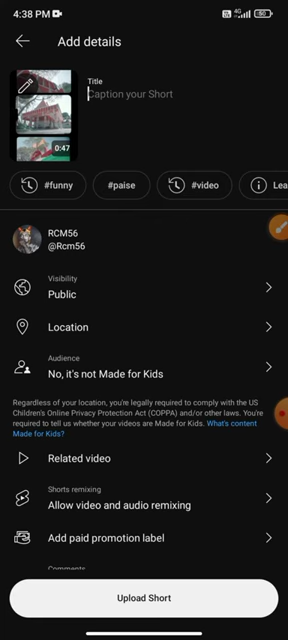 4:38 PM
4G
50
Add details
Title
Caption your Short
0:47
#funny
#paise
#video
Lea
RCM56
@Rcm56
Visibility
Public
Location
Audience
No, it's not Made for Kids
Regardless of your location, you're legally required to comply with the US
Children's Online Privacy Protection Act (COPPA) and/or other laws. You're
required to tell us whether your videos are Made for Kids. What's content
Made for Kids?
Related video
Shorts remixing
Allow video and audio remixing
Add paid promotion label
Comments
Upload Short